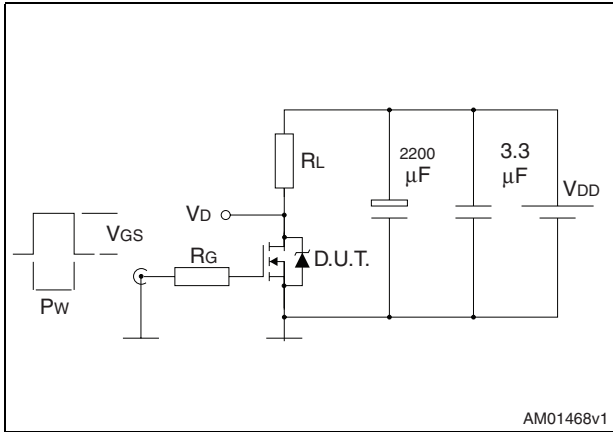 RL
2200
μF
3.3
μF
VDD
VD
VGS
RG
D.U.T.
PW
AM01468v1